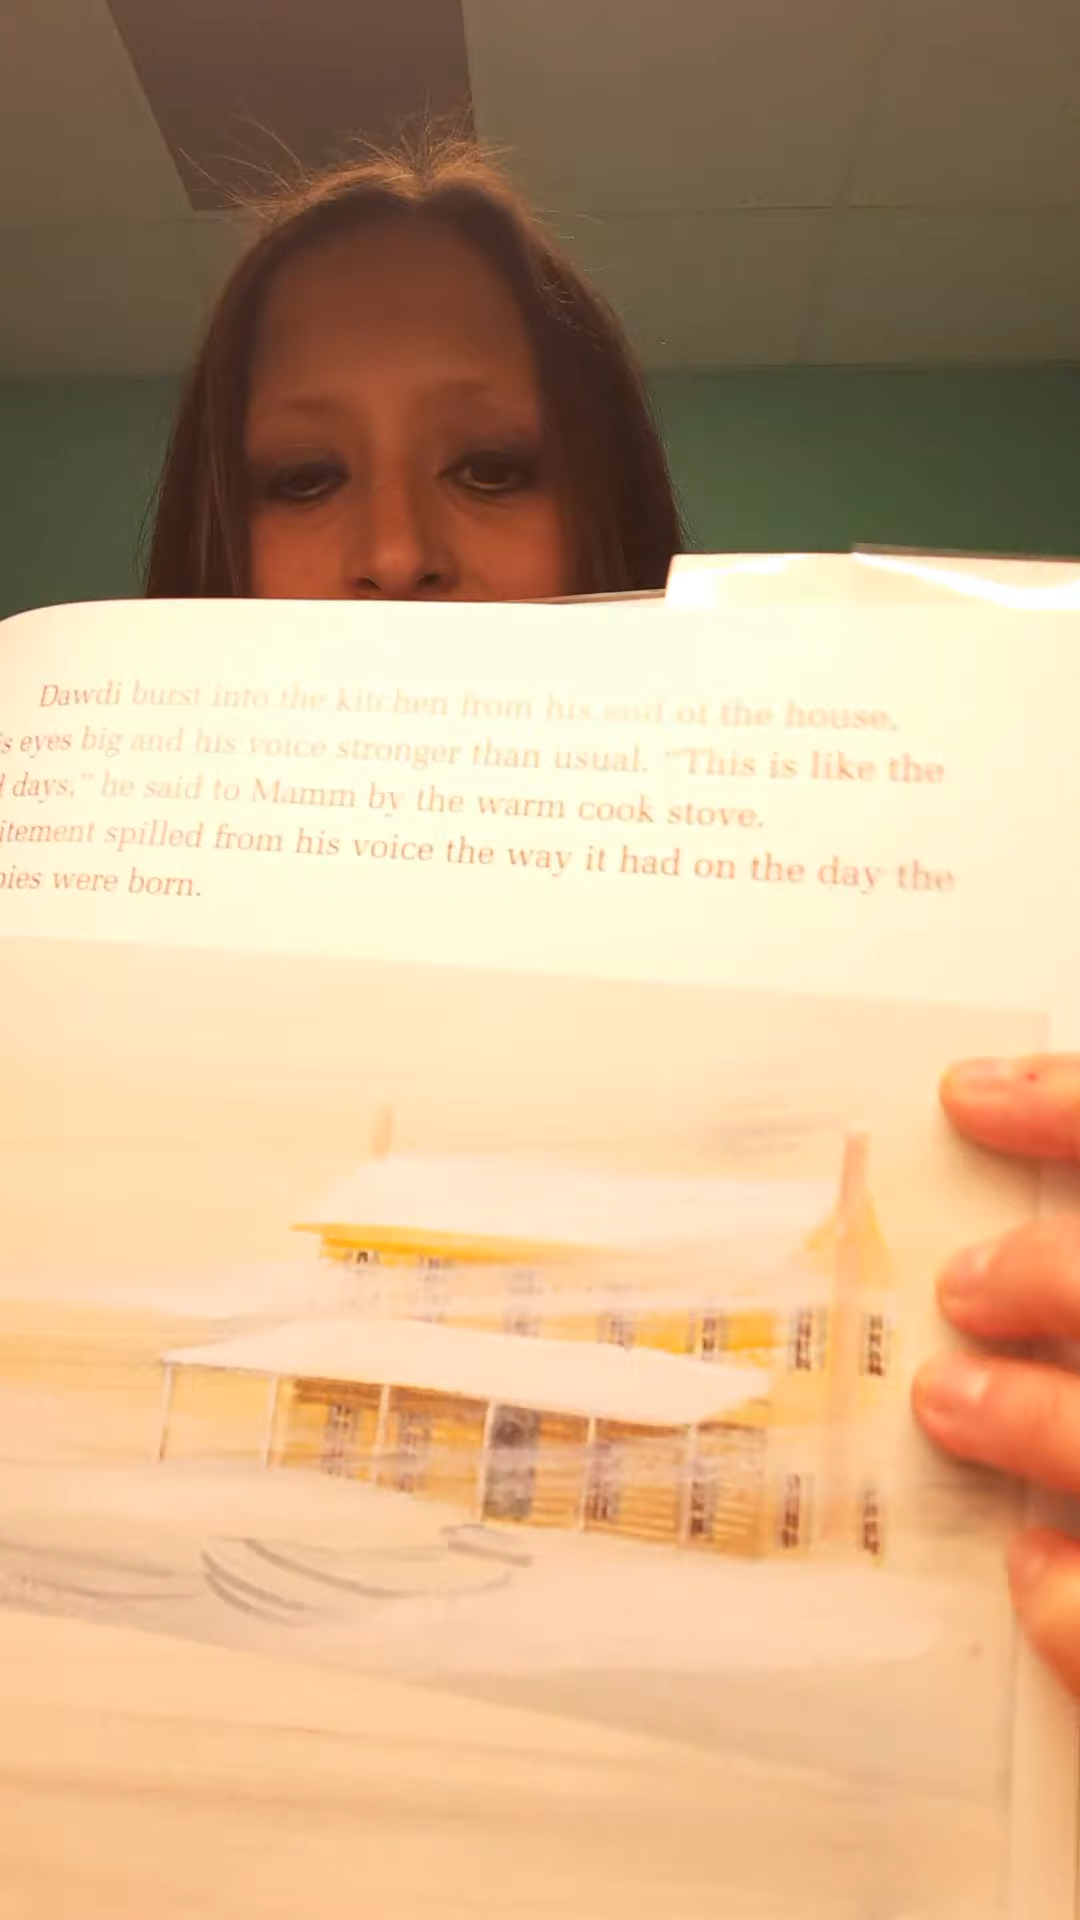 Dawdi burst into the kitchen from his end of the house.
s eyes big and his voice stronger than usual. "This is like the
d days," he said to Mamm by the warm cook stove.
itement spilled from his voice the way it had on the day the
pies were born.